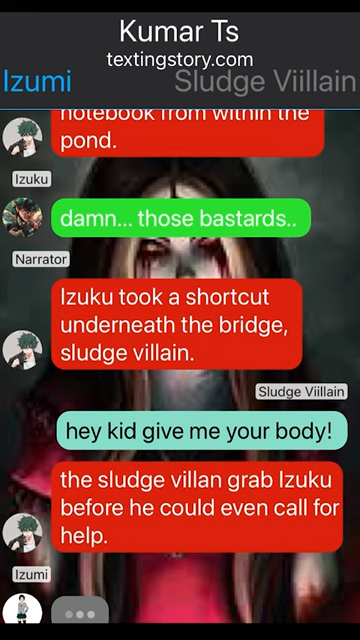 Kumar Ts
textingstory.com
Izumi
Sludge Viillain
notebook from within the
pond.
Izuku
damn... those bastards..
Narrator
Izuku took a shortcut
underneath the bridge,
sludge villain.
Sludge Viillain
hey kid give me your body!
the sludge villan grab Izuku
before he could even call for
help.
Izumi